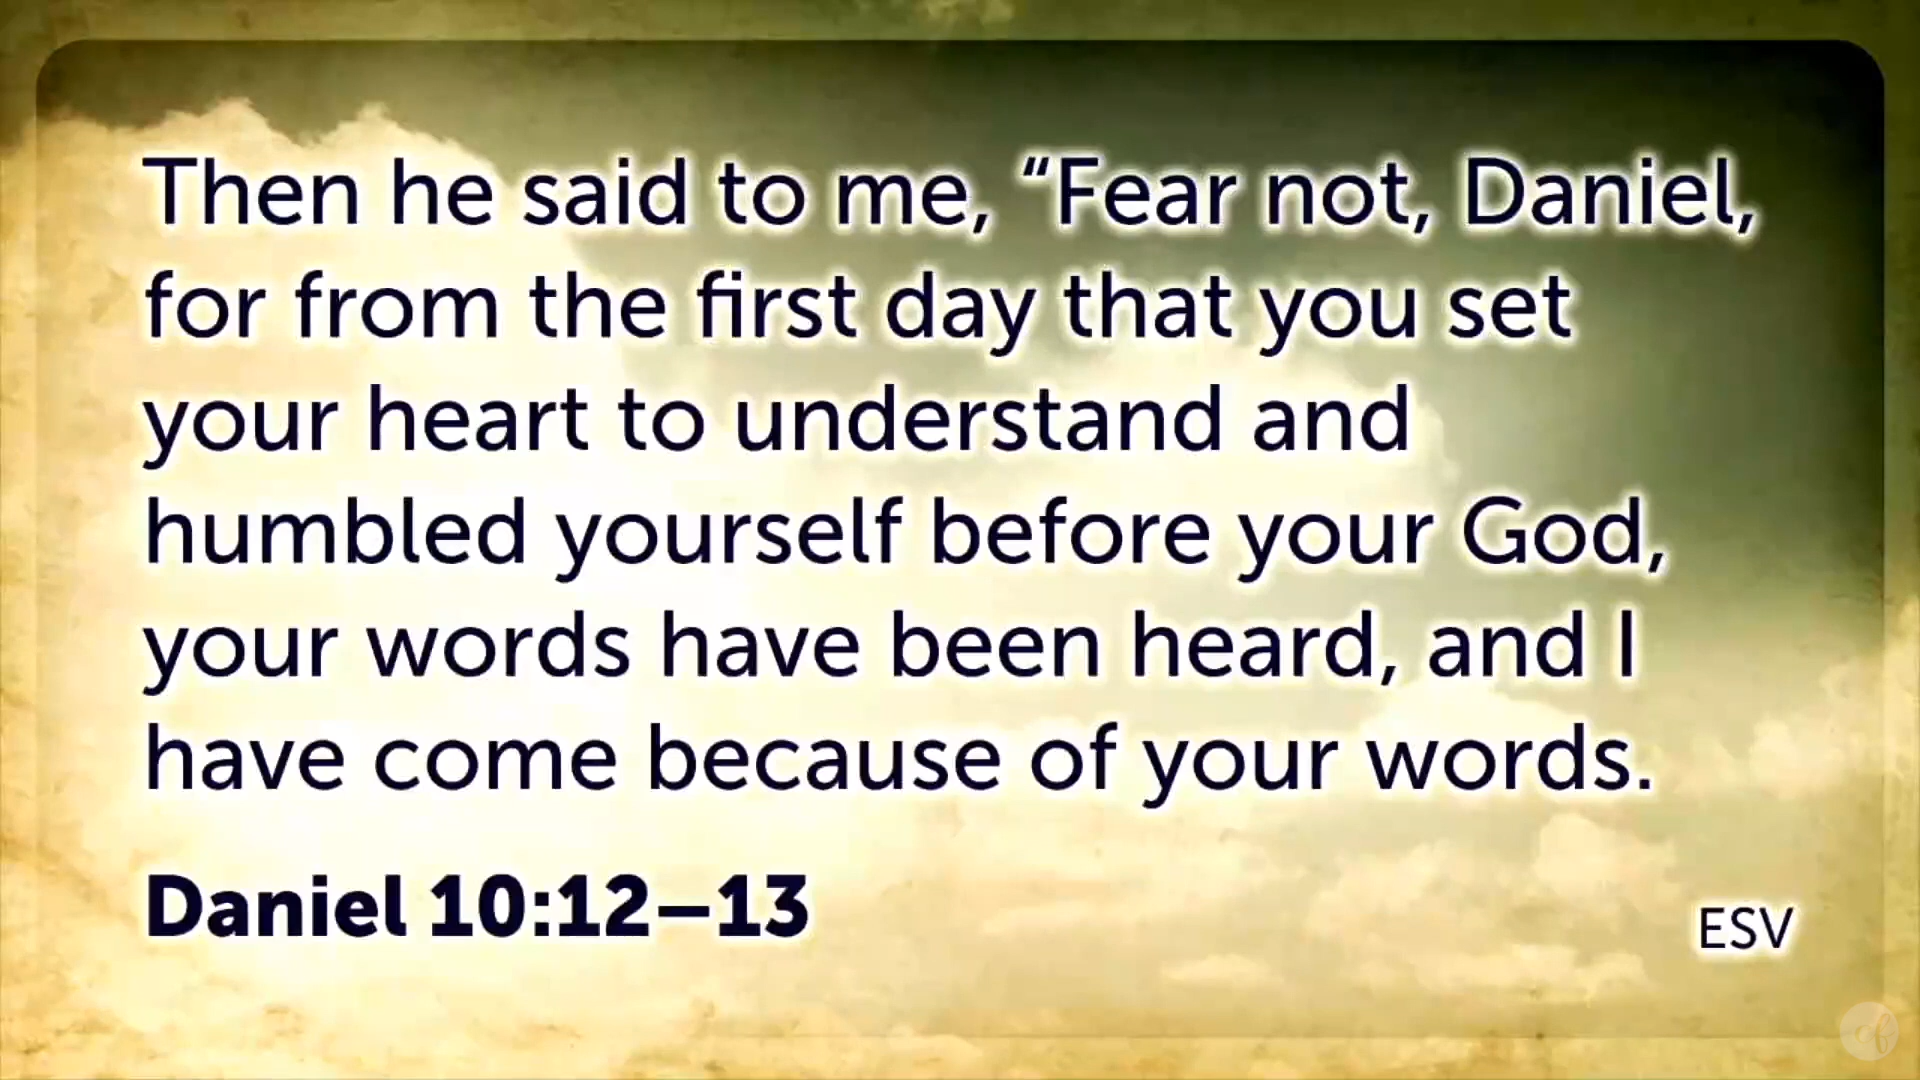 Then he said to me, “Fear not, Daniel,
for from the first day that you set
your heart to understand and
humbled yourself before your God,
your words have been heard, and I
have come because of your words.
Daniel 10:12–13
ESV